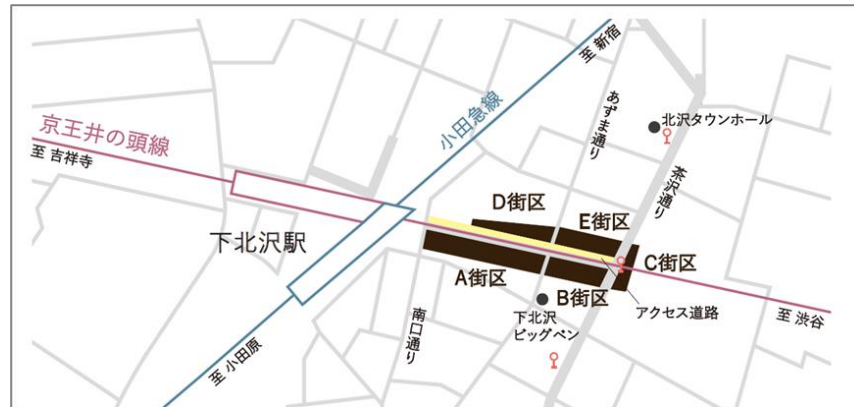 至 新宿
小田急線
あずま通り
北沢タウンホール
京王井の頭線
至 吉祥寺
茶沢通り
D街区
E街区
下北沢駅
C街区
A街区
B街区
アクセス道路
下北沢
ビッグベン
南口通り
至 渋谷
至 小田原